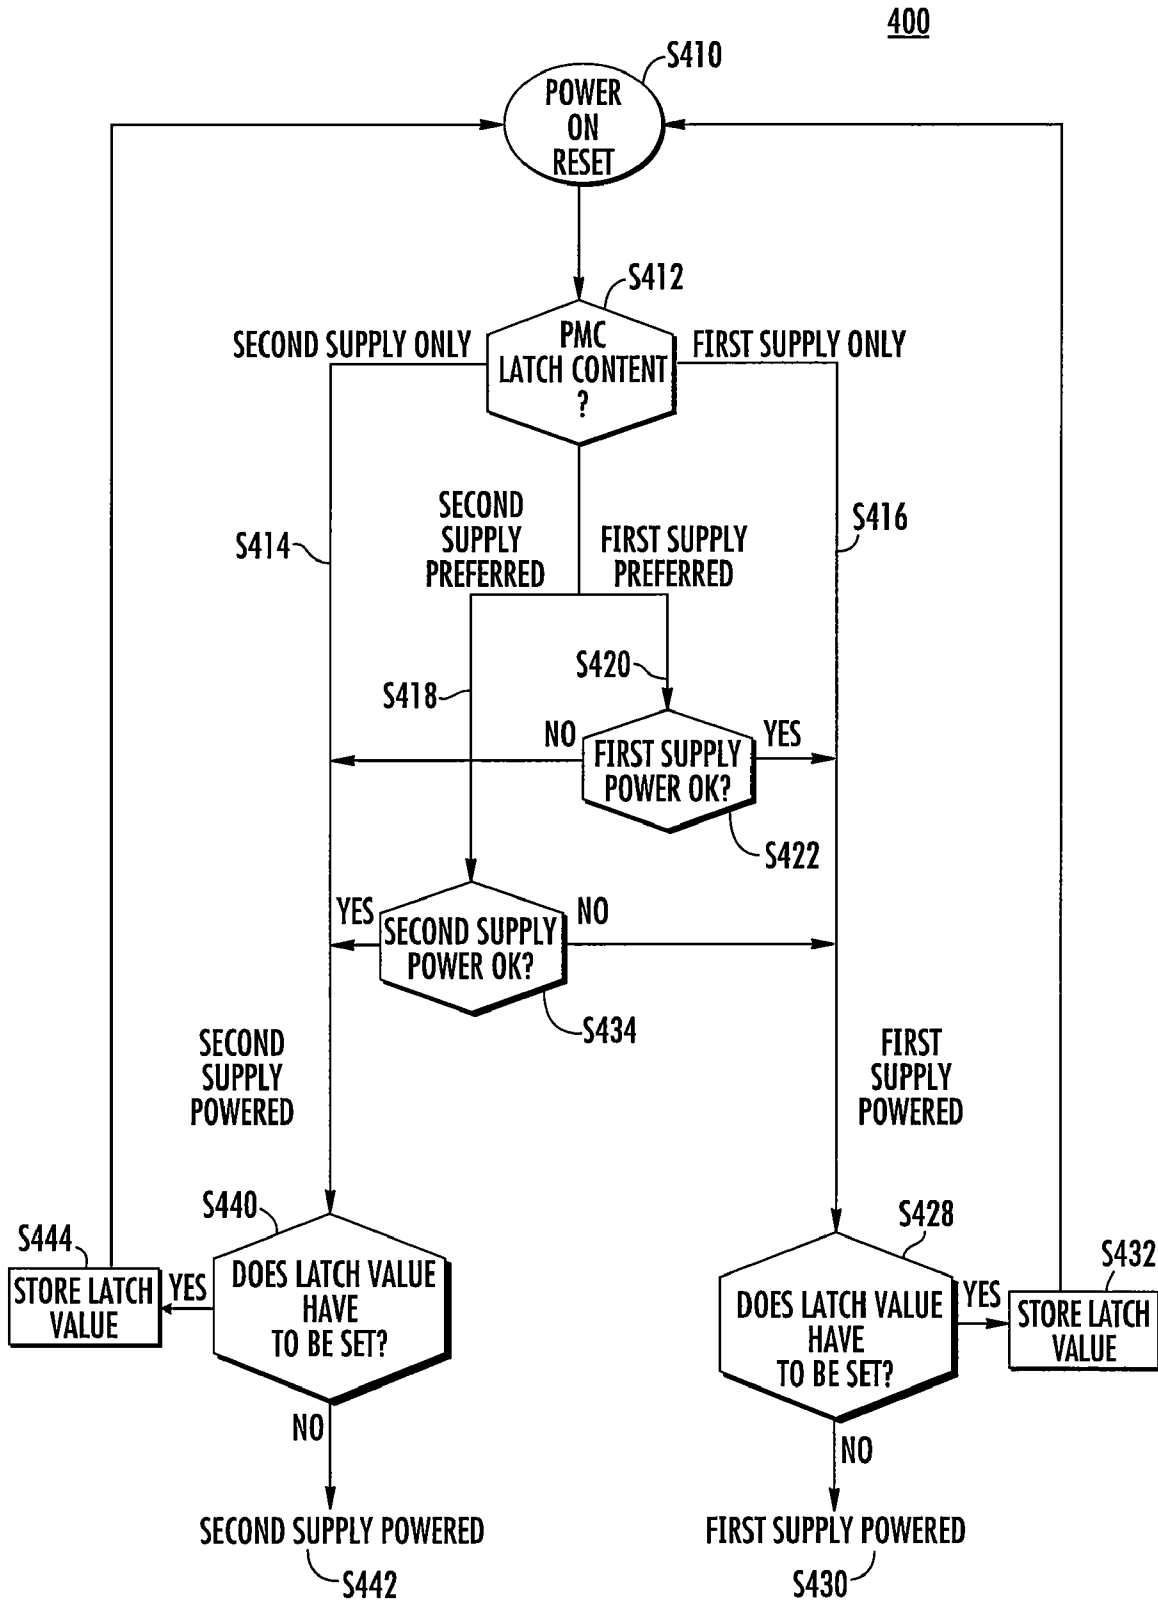 400
S410
POWER
ON
RESET
S412
SECOND SUPPLY ONLY
PMC
LATCH CONTENT
?
FIRST SUPPLY ONLY
SECOND
SUPPLY
PREFERRED
FIRST SUPPLY
PREFERRED
S414
S416
S418
S420
NO
FIRST SUPPLY
POWER OK?
YES
S422
YES
SECOND SUPPLY
POWER OK?
NO
S434
SECOND
SUPPLY
POWERED
FIRST
SUPPLY
POWERED
S440
S444
STORE LATCH
VALUE
YES
DOES LATCH VALUE
HAVE
TO BE SET?
S428
DOES LATCH VALUE
HAVE
TO BE SET?
YES
S432
STORE LATCH
VALUE
NO
NO
SECOND SUPPLY POWERED
S442
FIRST SUPPLY POWERED
S430